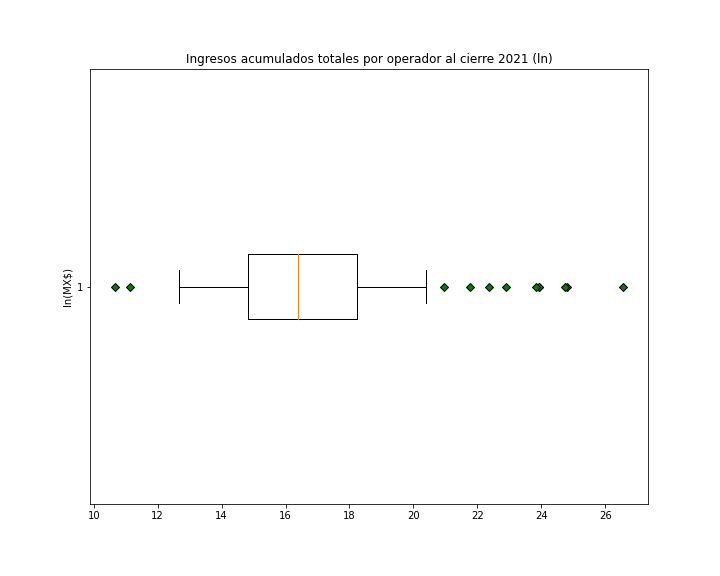 Ingresos acumulados totales por operador al cierre 2021 (ln)
ln(MX$)
1
10 12 14 16 18 20 22 24 26